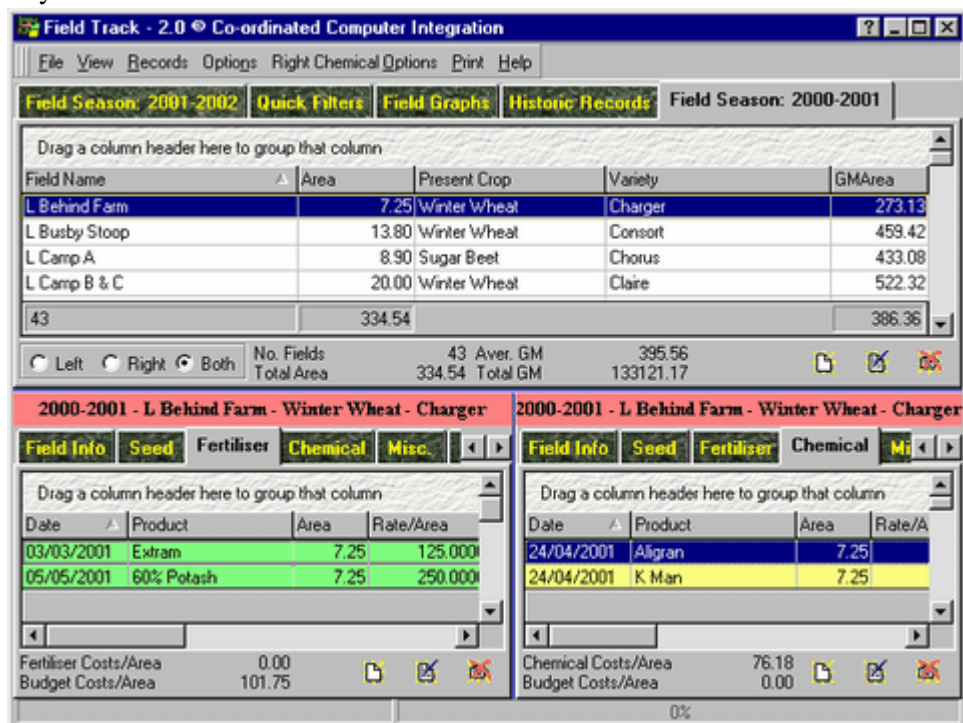 Field Track - 2.0 © Co-ordinated Computer Integration
File View Records Options Right Chemical Options Print Help
Field Season: 2001-2002 Quick Filters Field Graphs Historic Records Field Season: 2000-2001
Drag a column header here to group that column
Field Name Area Present Crop Variety GMArea
L Behind Farm 7.25 Winter Wheat Charger 273.13
L Busby Stoop 13.80 Winter Wheat Consort 459.42
L Camp A 8.90 Sugar Beet Chorus 433.08
L Camp B & C 20.00 Winter Wheat Claire 522.32
43 334.54 386.36
Left Right Both No. Fields 43 Aver. GM 395.56
Total Area 334.54 Total GM 133121.17
2000-2001 - L Behind Farm - Winter Wheat - Charger
Field Info Seed Fertiliser Chemical Misc.
Drag a column header here to group that column
Date Product Area Rate/Area
03/03/2001 Extram 7.25 125.000
05/05/2001 60% Potash 7.25 250.000
Fertiliser Costs/Area 0.00
Budget Costs/Area 101.75
2000-2001 - L Behind Farm - Winter Wheat - Charger
Field Info Seed Fertiliser Chemical Mi
Drag a column header here to group that column
Date Product Area Rate/A
24/04/2001 Aligran 7.25
24/04/2001 K Man 7.25
Chemical Costs/Area 76.18
Budget Costs/Area 0.00
0%